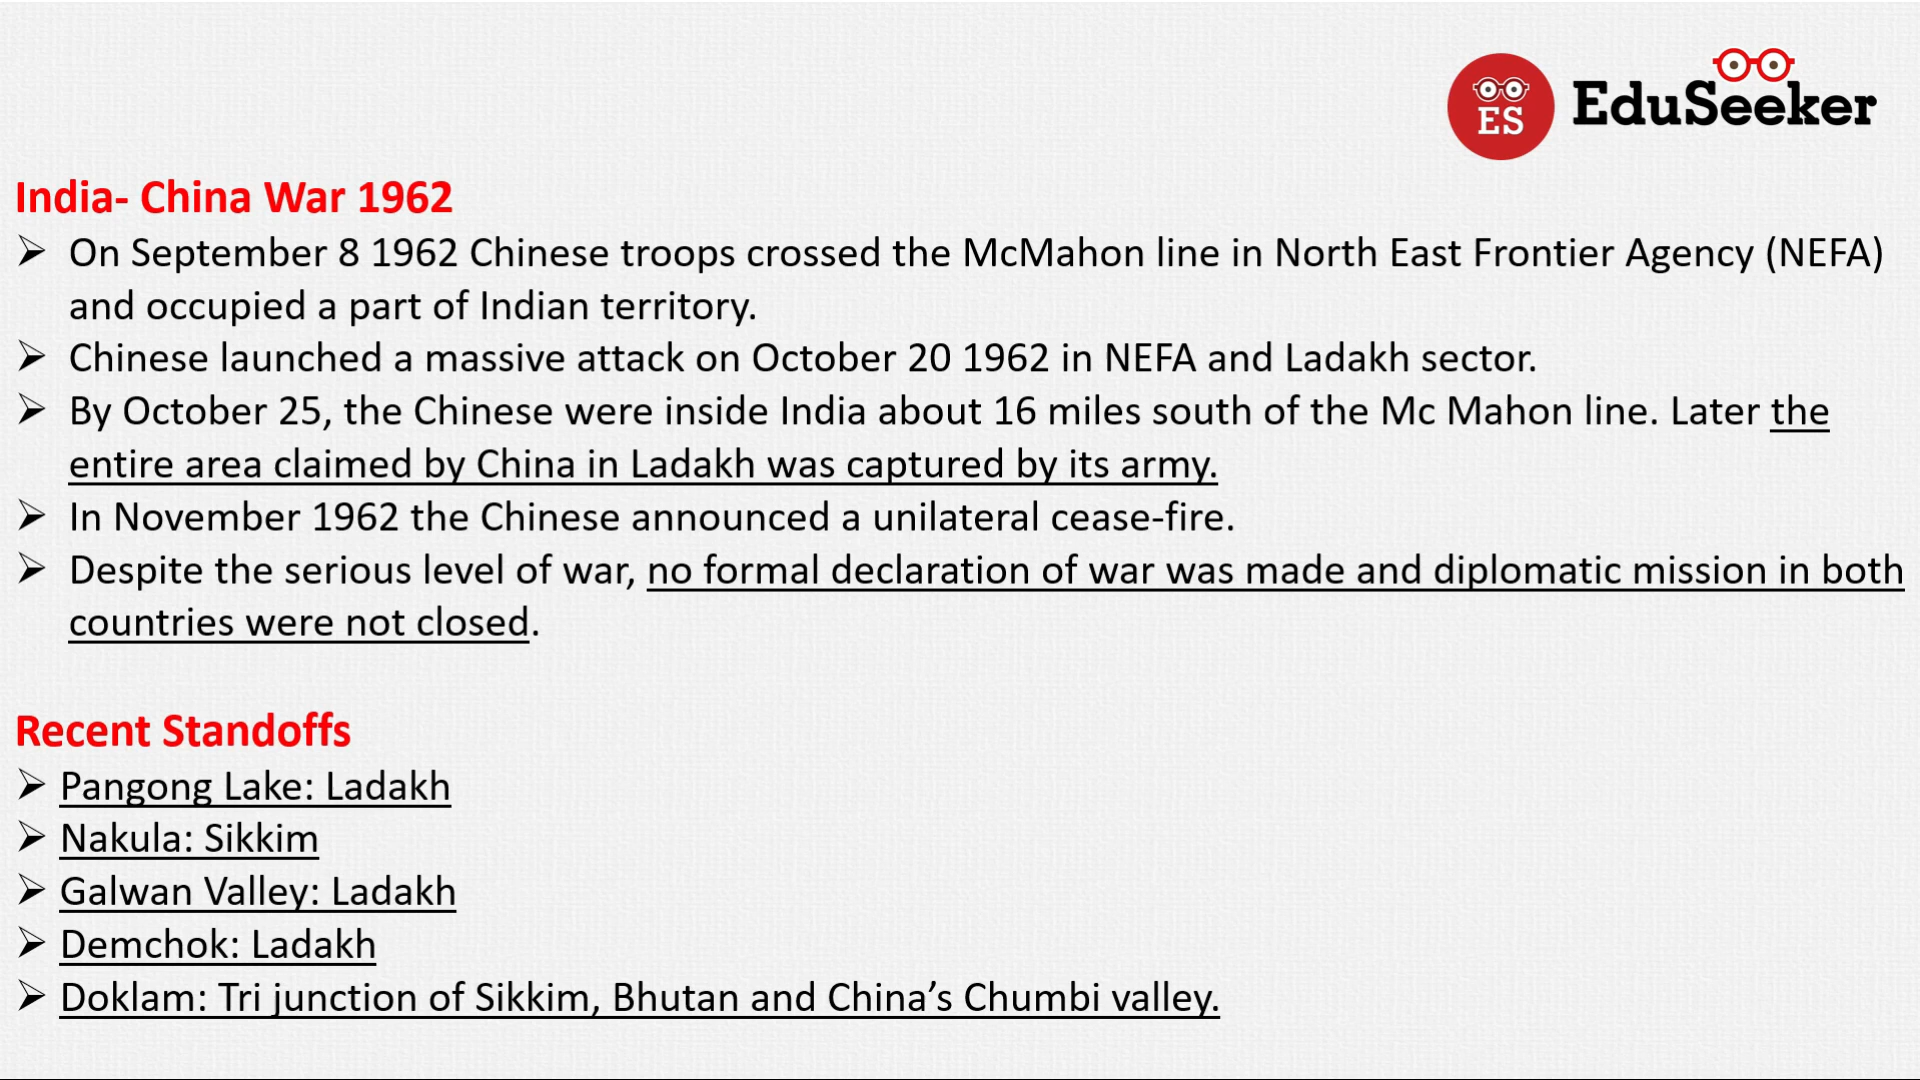 ES EduSeeker
India- China War 1962
➢ On September 8 1962 Chinese troops crossed the McMahon line in North East Frontier Agency (NEFA)
and occupied a part of Indian territory.
➢ Chinese launched a massive attack on October 20 1962 in NEFA and Ladakh sector.
➢ By October 25, the Chinese were inside India about 16 miles south of the Mc Mahon line. Later the
entire area claimed by China in Ladakh was captured by its army.
➢ In November 1962 the Chinese announced a unilateral cease-fire.
➢ Despite the serious level of war, no formal declaration of war was made and diplomatic mission in both
countries were not closed.
Recent Standoffs
➢ Pangong Lake: Ladakh
➢ Nakula: Sikkim
➢ Galwan Valley: Ladakh
➢ Demchok: Ladakh
➢ Doklam: Tri junction of Sikkim, Bhutan and China’s Chumbi valley.